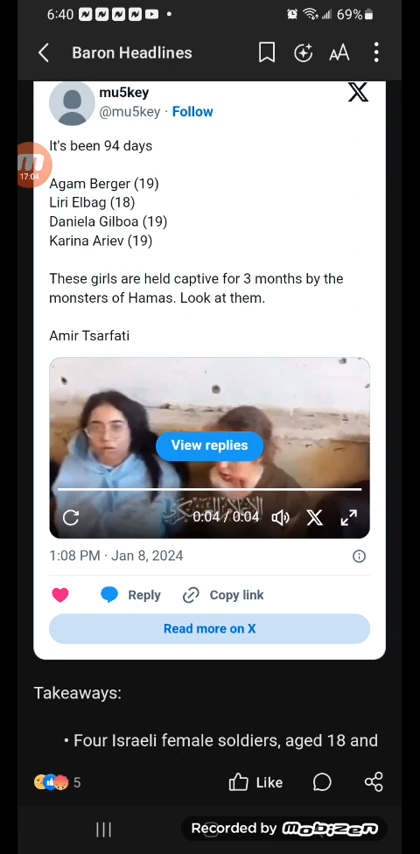 6:40
69%
Baron Headlines
AA
mu5key
@mu5key · Follow
It's been 94 days
17:04
Agam Berger (19)
Liri Elbag (18)
Daniela Gilboa (19)
Karina Ariev (19)
These girls are held captive for 3 months by the
monsters of Hamas. Look at them.
Amir Tsarfati
View replies
0:04 / 0:04
1:08 PM · Jan 8, 2024
Reply
Copy link
Read more on X
Takeaways:
• Four Israeli female soldiers, aged 18 and
5
Like
Recorded by mobizen